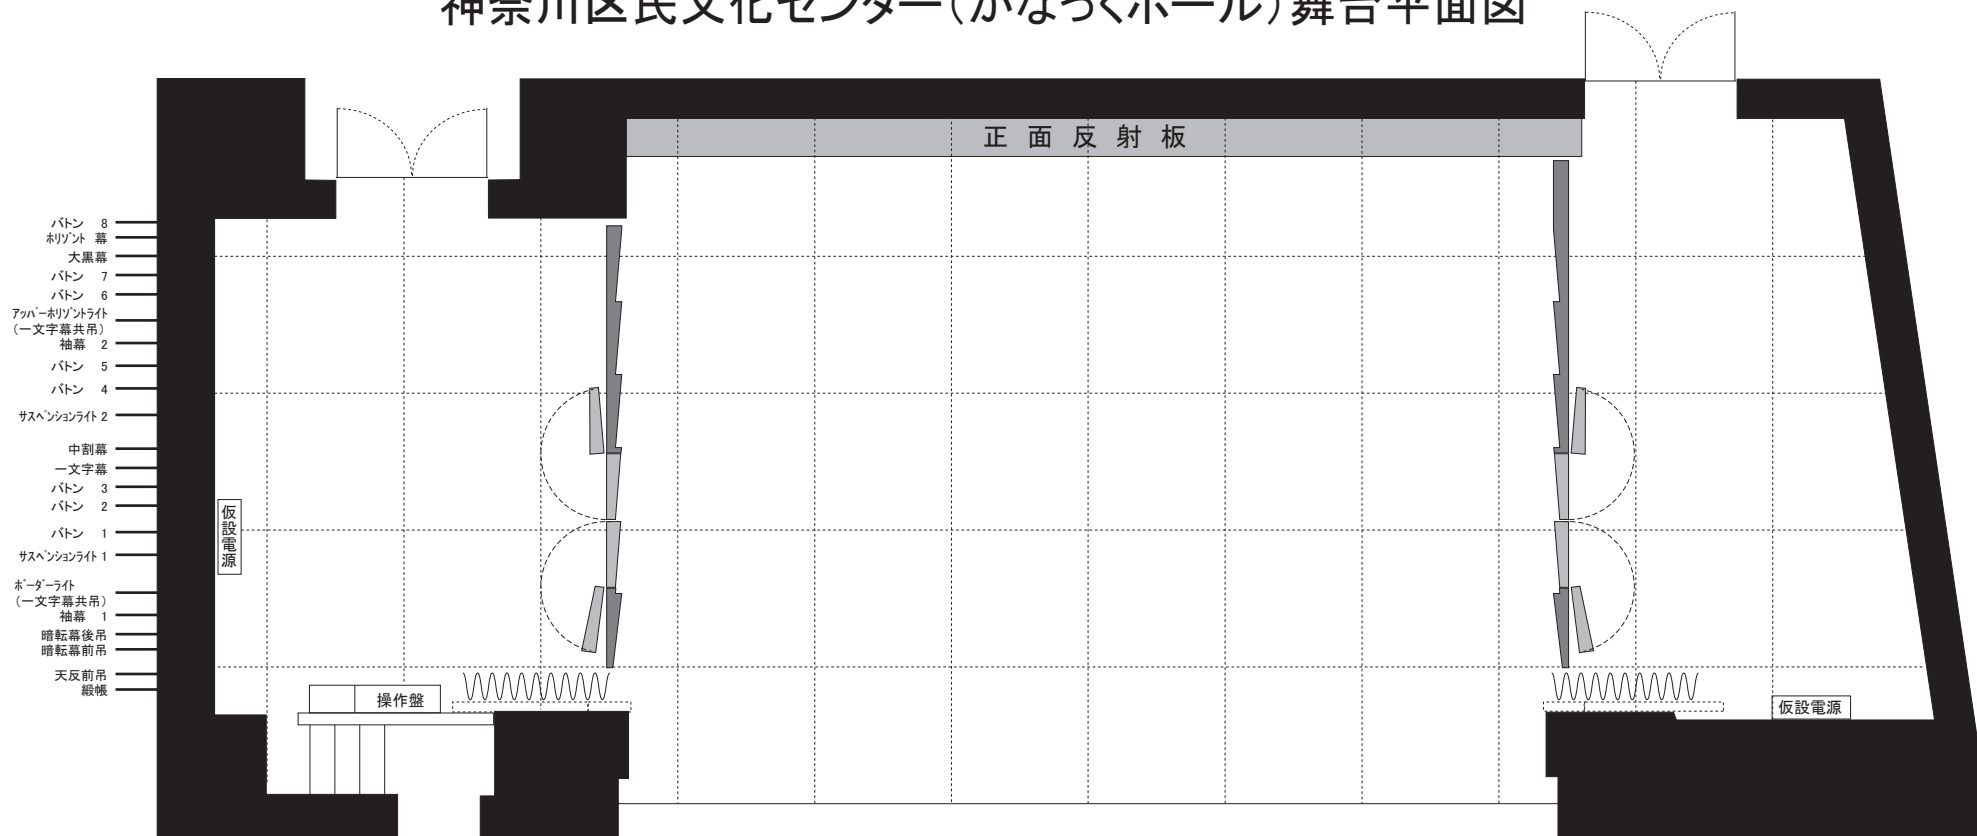 神奈川区民文化センター（かなっくホール）舞台平面図
正面反射板
バトン　8
ホリゾント　幕
大黒幕
バトン　7
バトン　6
アッパーホリゾントライト
（一文字幕共吊）
袖幕　2
バトン　5
バトン　4
サスペンションライト 2
中割幕
一文字幕
バトン　3
バトン　2
バトン　1
サスペンションライト 1
ボーダーライト
（一文字幕共吊）
袖幕　1
暗転幕後吊
暗転幕前吊
天反前吊
緞帳
仮設電源
操作盤
仮設電源